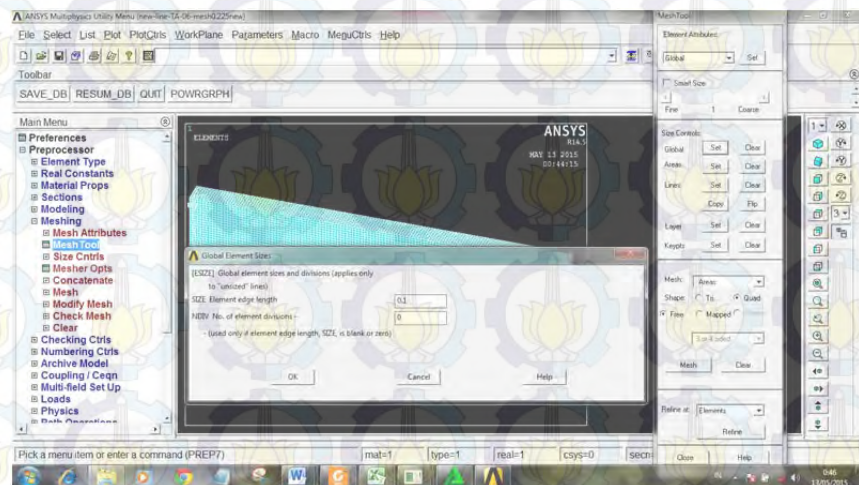 ANSYS Multiphysics Utility Menu (new-line-TA-06-mesh0.225new)
File Select List Plot PlotCtrls WorkPlane Parameters Macro MenuCtrls Help
Toolbar
SAVE_DB RESUM_DB QUIT POWRGRPH
Main Menu
Preferences
Preprocessor
Element Type
Real Constants
Material Props
Sections
Modeling
Meshing
Mesh Attributes
MeshTool
Size Cntrls
Mesher Opts
Concatenate
Mesh
Modify Mesh
Check Mesh
Clear
Checking Ctrls
Numbering Ctrls
Archive Model
Coupling / Ceqn
Multi-field Set Up
Loads
Physics
Path Operations
1
ELEMENTS
ANSYS
R14.5
MAY 13 2015
00:44:15
Global Element Sizes
[ESIZE] Global element sizes and divisions (applies only
to "unsized" lines)
SIZE Element edge length 0.1
NDIV No. of element divisions - 0
- (used only if element edge length, SIZE, is blank or zero)
OK Cancel Help
MeshTool
Element Attributes:
Global Set
Smart Size
Fine 1 Coarse
Size Controls:
Global Set Clear
Areas Set Clear
Lines Set Clear
Copy Flip
Layer Set Clear
Keypts Set Clear
Mesh: Areas
Shape: Tri Quad
Free Mapped
Mesh Clear
Refine at: Elements
Refine
Close Help
1
3
Pick a menu item or enter a command (PREP7) mat=1 type=1 real=1 csys=0 secn=
0:46
13/05/2015